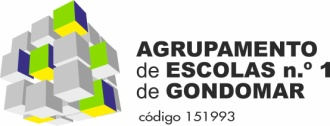 AGRUPAMENTO
de ESCOLAS n.º 1
de GONDOMAR
código 151993